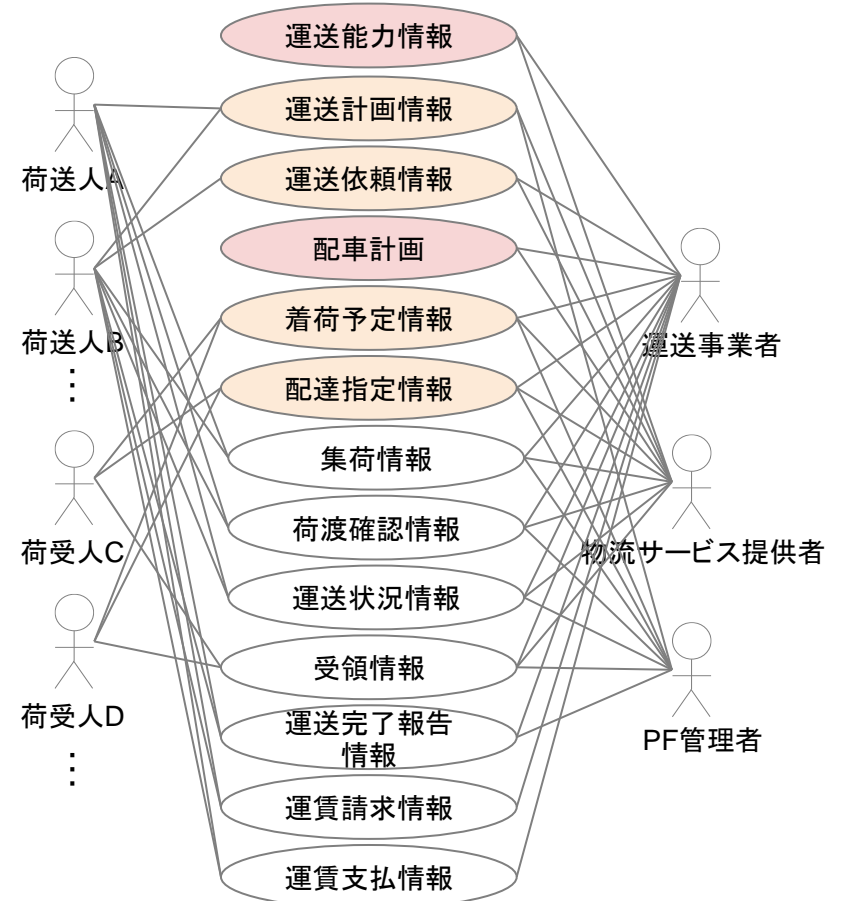 運送能力情報
運送計画情報
運送依頼情報
配車計画
着荷予定情報
配達指定情報
集荷情報
荷渡確認情報
運送状況情報
受領情報
運送完了報告
情報
運賃請求情報
運賃支払情報
荷送人A
荷送人B
⋮
荷受人C
荷受人D
⋮
運送事業者
物流サービス提供者
PF管理者